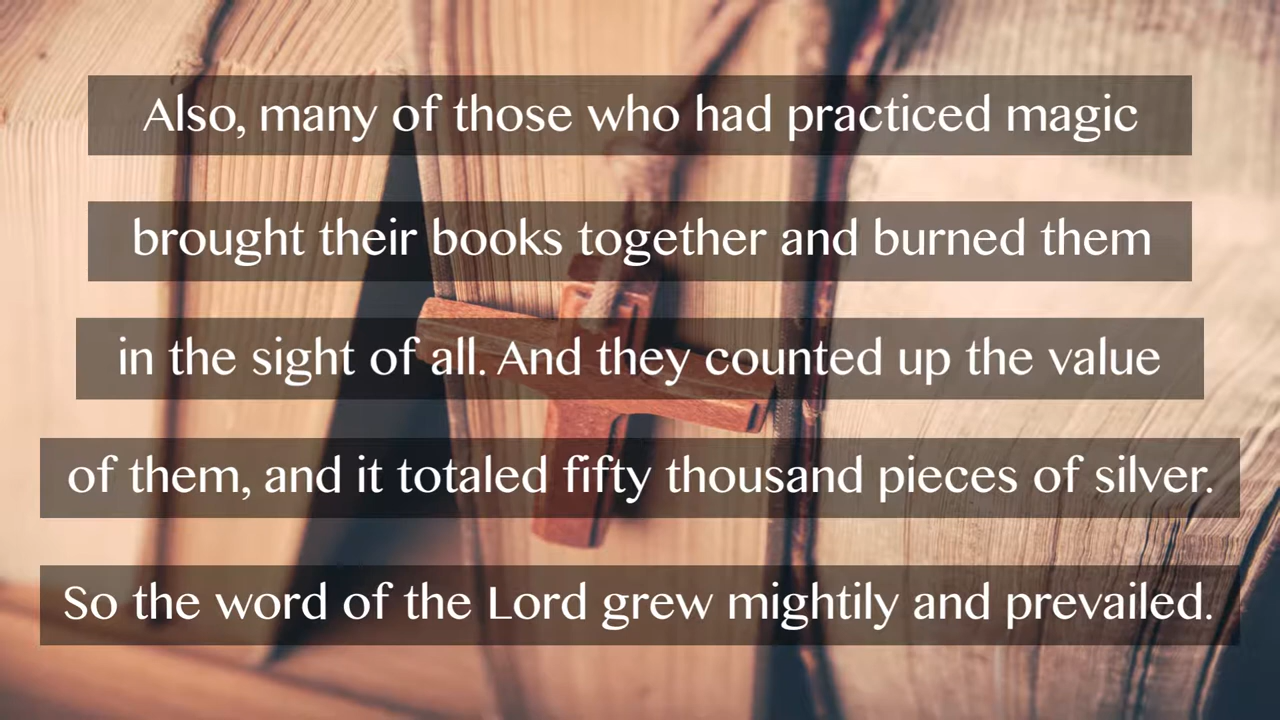 Also, many of those who had practiced magic
brought their books together and burned them
in the sight of all. And they counted up the value
of them, and it totaled fifty thousand pieces of silver.
So the word of the Lord grew mightily and prevailed.